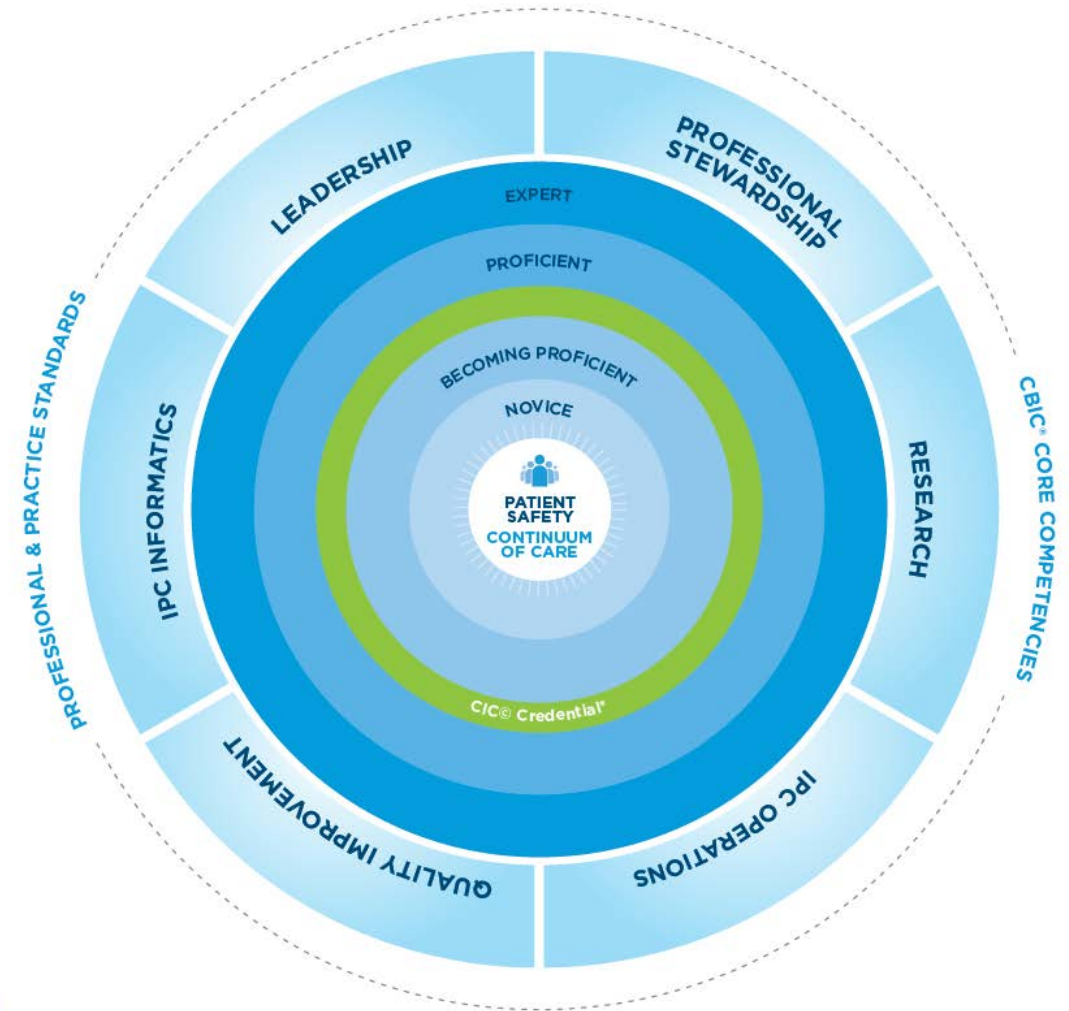 LEADERSHIP
PROFESSIONAL
STEWARDSHIP
EXPERT
PROFICIENT
BECOMING PROFICIENT
NOVICE
PATIENT
SAFETY
CONTINUUM
OF CARE
CIC© Credential®
IPC INFORMATICS
RESEARCH
QUALITY IMPROVEMENT
IPC OPERATIONS
PROFESSIONAL & PRACTICE STANDARDS
CBIC® CORE COMPETENCIES